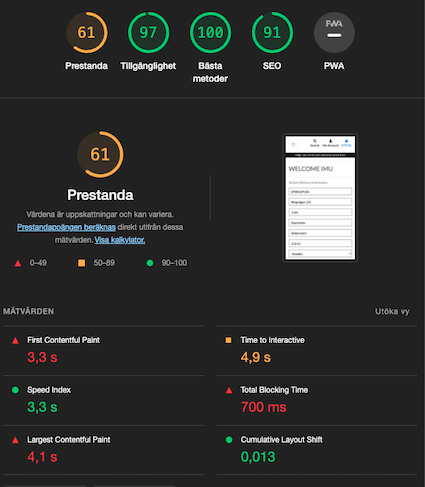 61
97
100
91
PWA
Prestanda
Tillgänglighet
Bästa
metoder
SEO
PWA
61
Prestanda
Värdena är uppskattningar och kan variera.
Prestandapoängen beräknas direkt utifrån dessa
mätvärden. Visa kalkylator.
0–49
50–89
90–100
Search
My Account
WELCOME IMU
MÄTVÄRDEN
Utöka vy
First Contentful Paint
3,3 s
Time to Interactive
4,9 s
Speed Index
3,3 s
Total Blocking Time
700 ms
Largest Contentful Paint
4,1 s
Cumulative Layout Shift
0,013